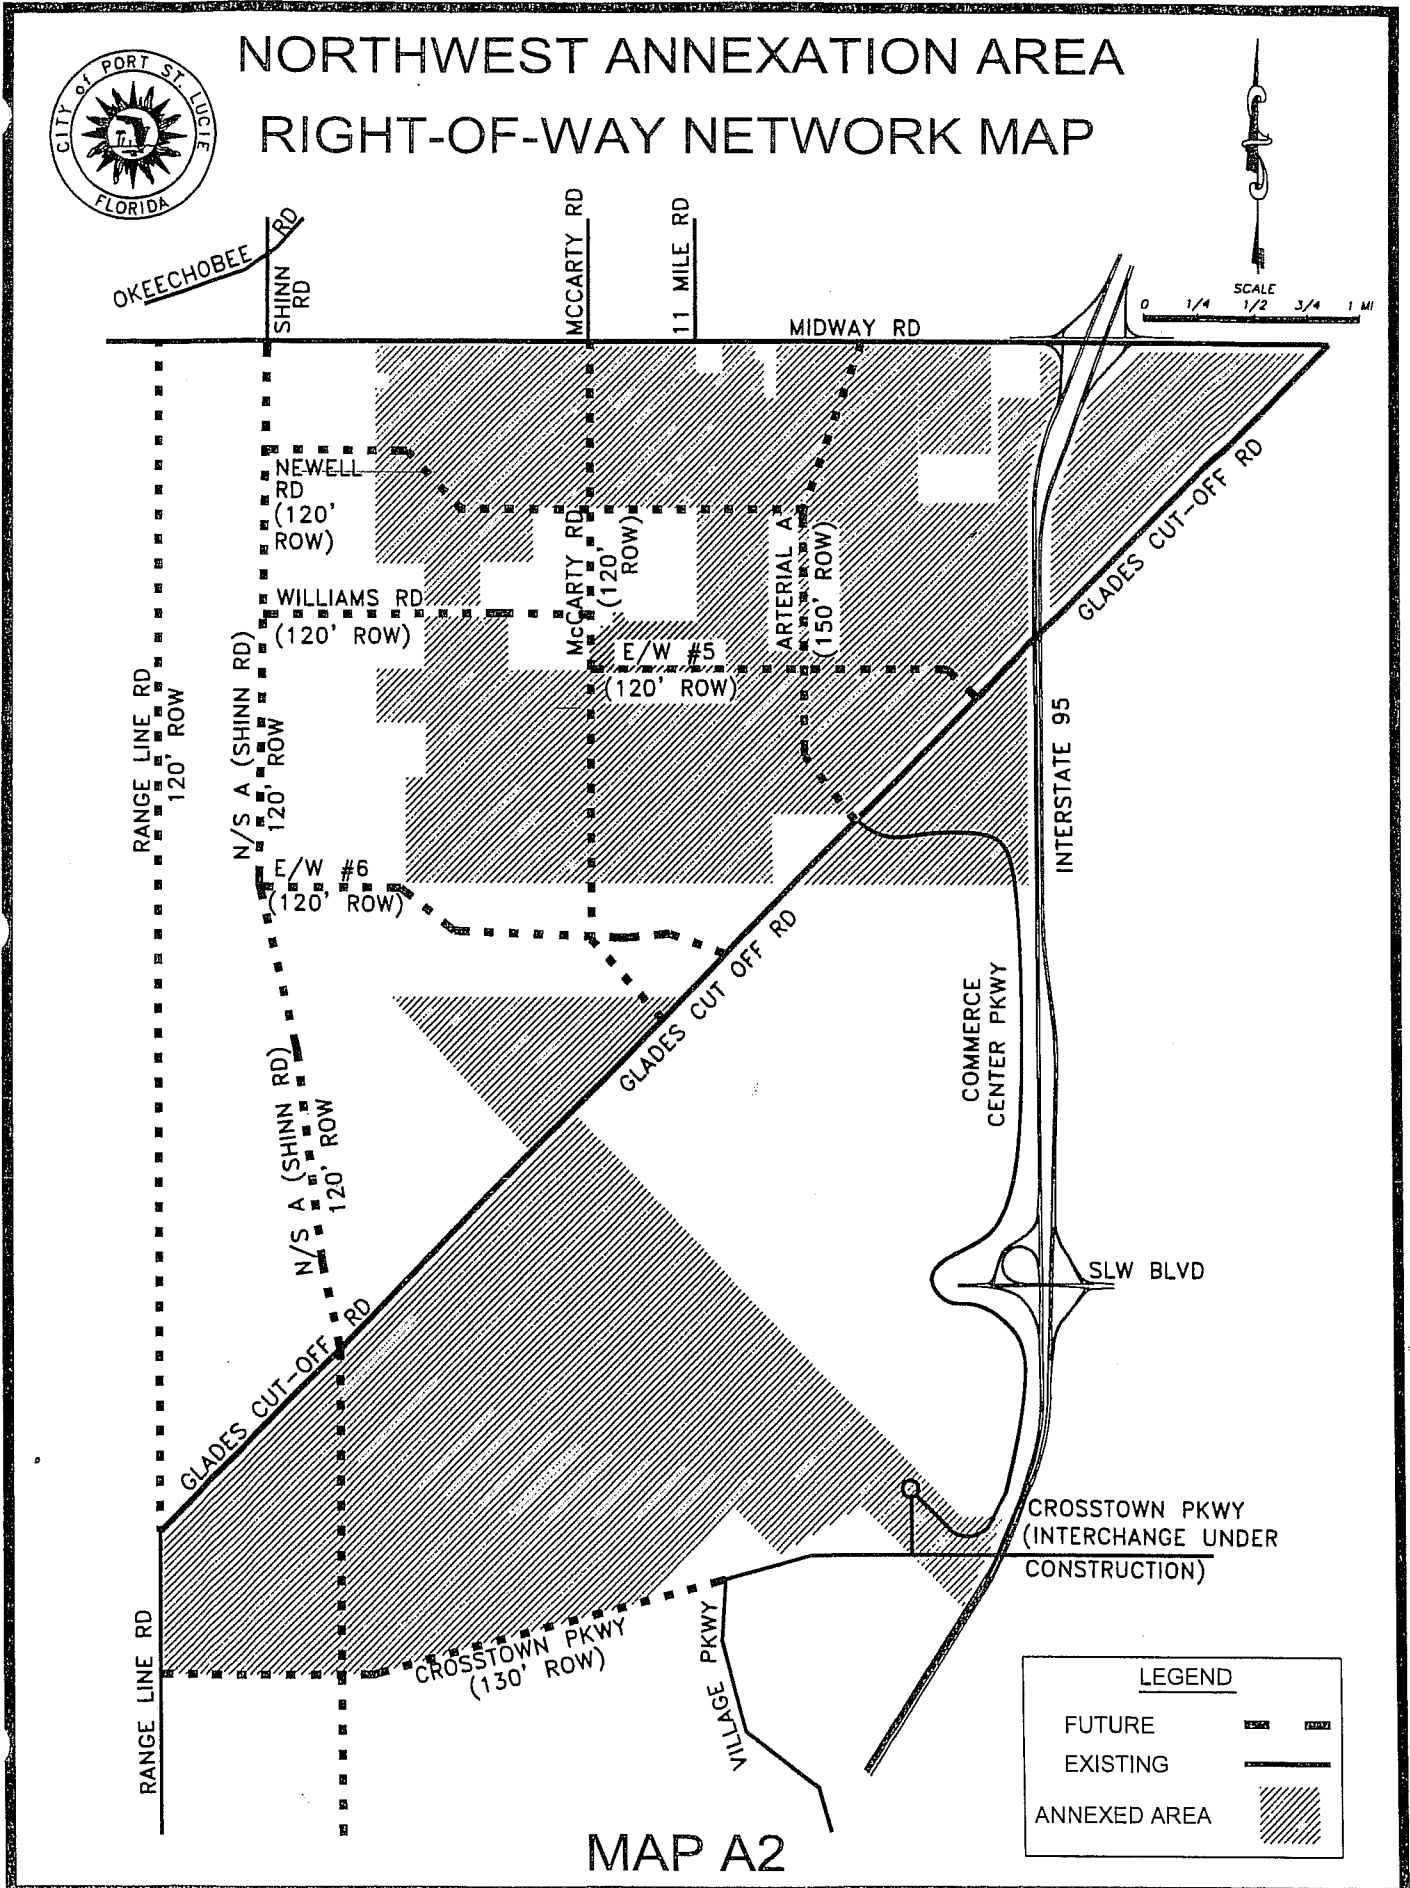 NORTHWEST ANNEXATION AREA
RIGHT-OF-WAY NETWORK MAP
CITY of PORT ST. LUCIE
FLORIDA
SCALE
0 1/4 1/2 3/4 1 MI
OKEECHOBEE RD
SHINN
RD
MCCARTY RD
11 MILE RD
MIDWAY RD
NEWELL
RD
(120'
ROW)
McCARTY RD
(120'
ROW)
ARTERIAL A
(150' ROW)
GLADES CUT-OFF RD
WILLIAMS RD
(120' ROW)
E/W #5
(120' ROW)
RANGE LINE RD
120' ROW
N/S A (SHINN RD)
120' ROW
INTERSTATE 95
E/W #6
(120' ROW)
GLADES CUT OFF RD
COMMERCE
CENTER PKWY
N/S A (SHINN RD)
120' ROW
SLW BLVD
GLADES CUT-OFF RD
CROSSTOWN PKWY
(INTERCHANGE UNDER
CONSTRUCTION)
RANGE LINE RD
CROSSTOWN PKWY
(130' ROW)
VILLAGE PKWY
LEGEND
FUTURE
EXISTING
ANNEXED AREA
MAP A2